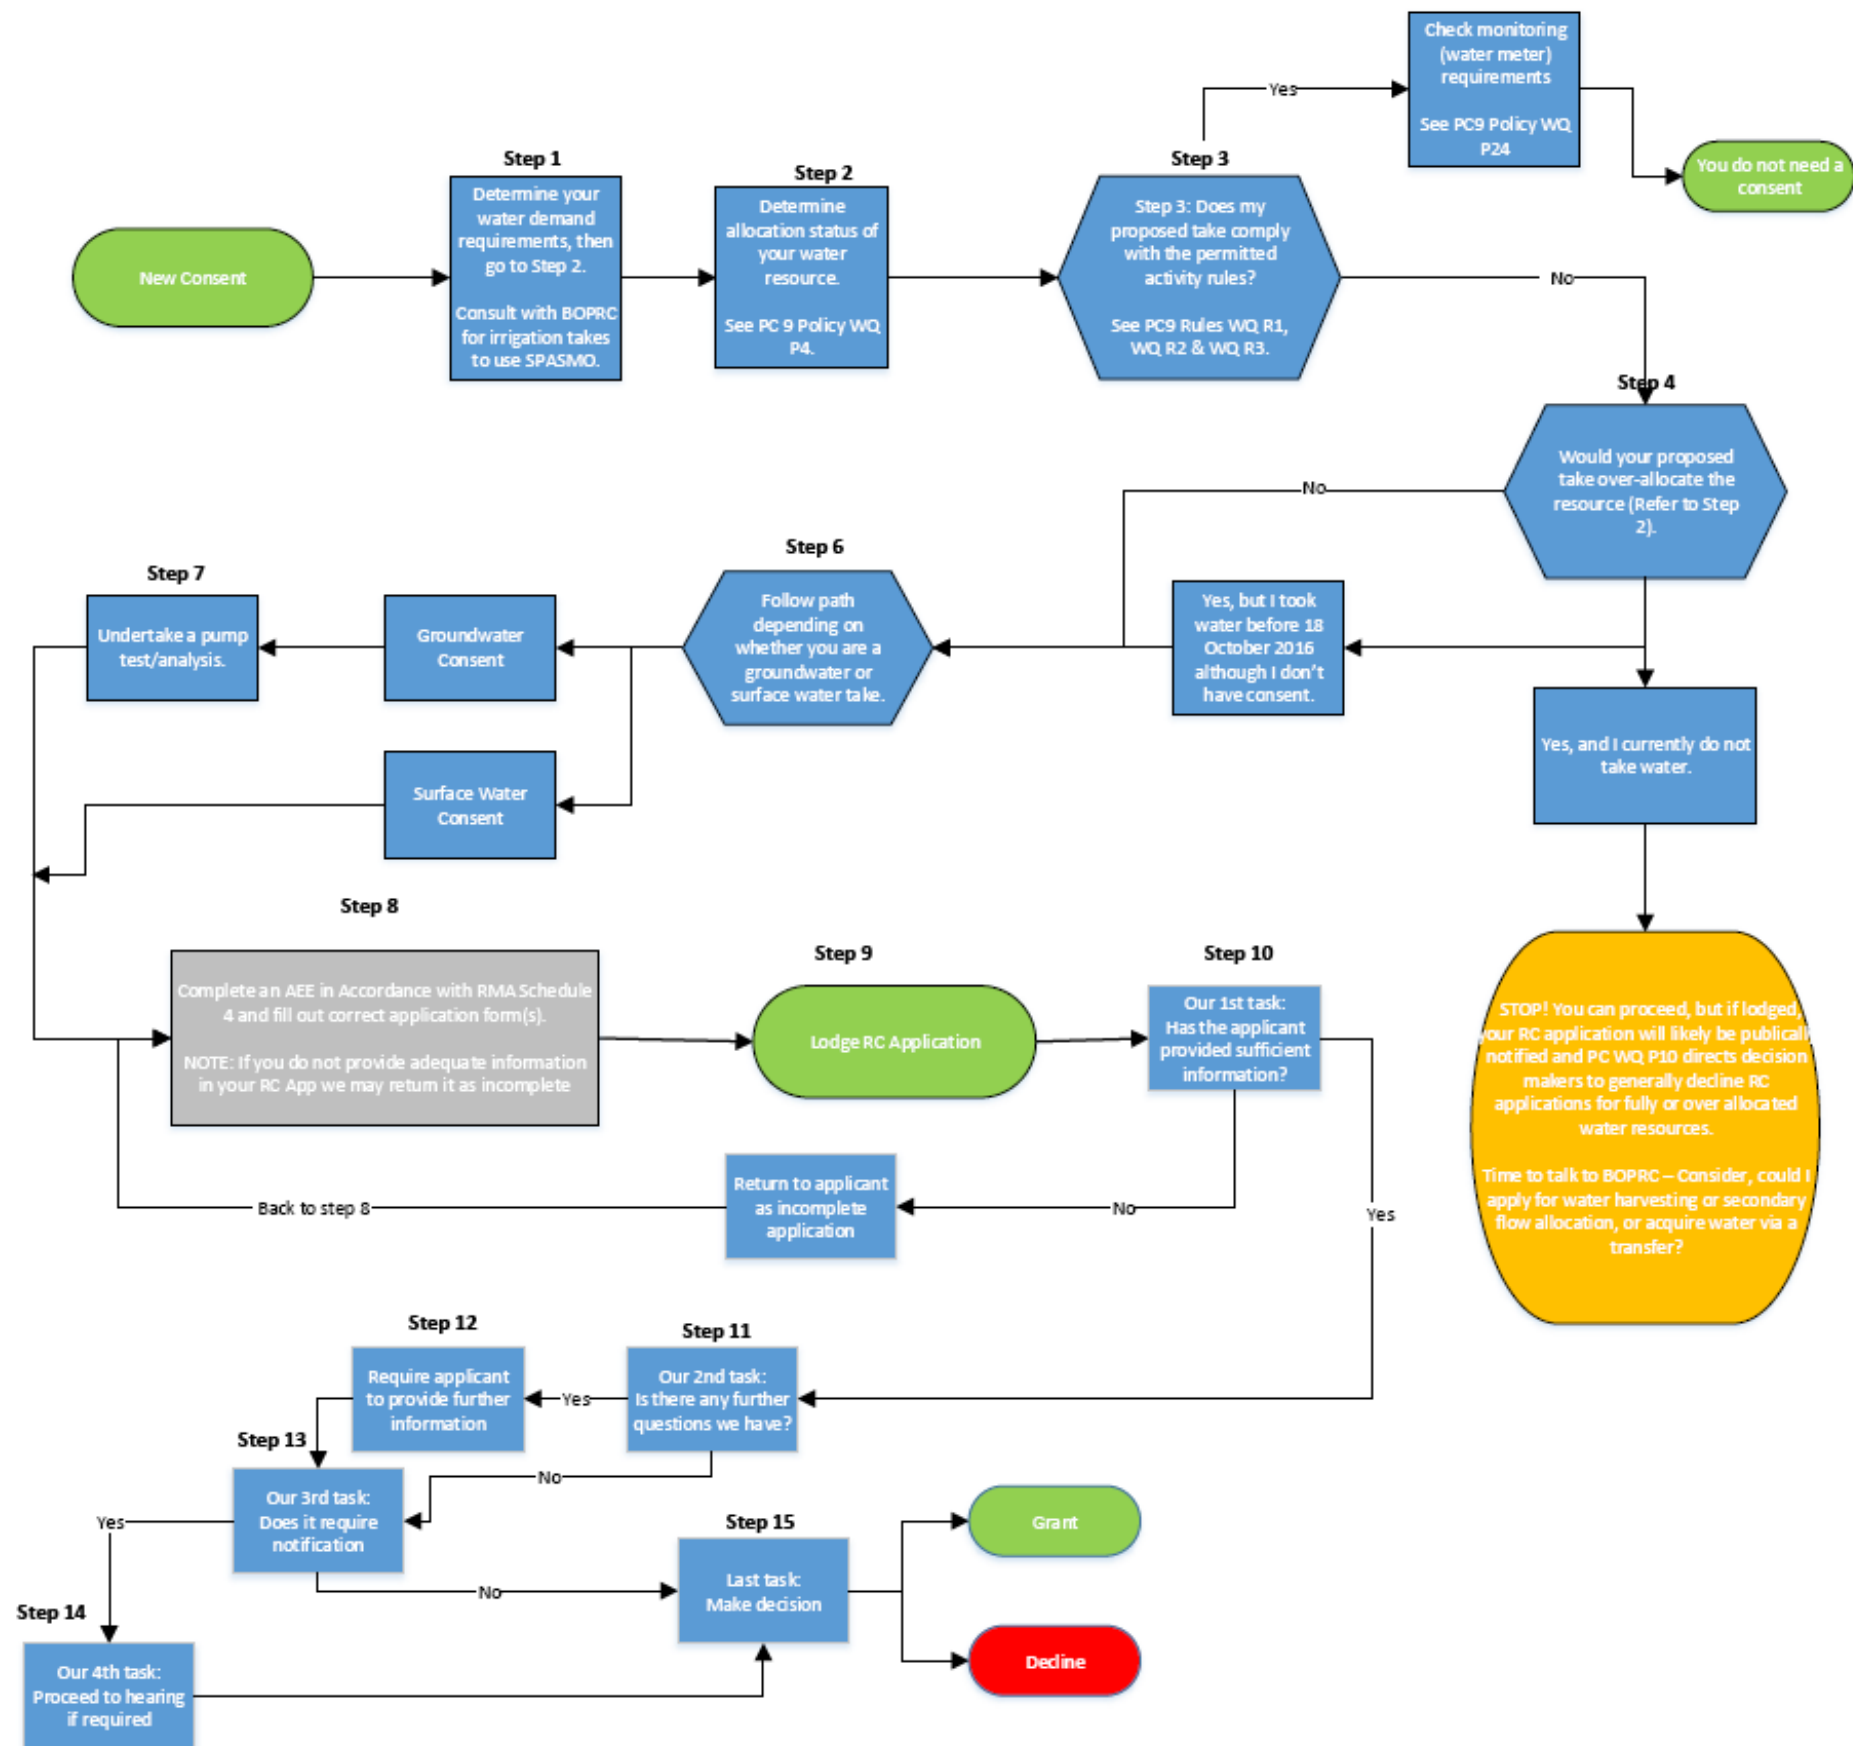 Check monitoring
(water meter)
requirements
See PC9 Policy WQ
P24
Yes
You do not need a
consent
New Consent
Step 1
Determine your
water demand
requirements, then
go to Step 2.
Consult with BOPRC
for irrigation takes
to use SPASMO.
Step 2
Determine
allocation status of
your water
resource.
See PC 9 Policy WQ
P4.
Step 3
Step 3: Does my
proposed take comply
with the permitted
activity rules?
See PC9 Rules WQ R1,
WQ R2 & WQ R3.
No
Step 4
Would your proposed
take over-allocate the
resource (Refer to Step
2).
No
Yes, but I took
water before 18
October 2016
although I don't
have consent.
Yes, and I currently do not
take water.
STOP! You can proceed, but if lodged,
your RC application will likely be publicall
notified and PC WQ P10 directs decision
makers to generally decline RC
applications for fully or over allocated
water resources.
Time to talk to BOPRC – Consider, could I
apply for water harvesting or secondary
flow allocation, or acquire water via a
transfer?
Step 6
Follow path
depending on
whether you are a
groundwater or
surface water take.
Groundwater
Consent
Step 7
Undertake a pump
test/analysis.
Surface Water
Consent
Step 8
Complete an AEE in Accordance with RMA Schedule
4 and fill out correct application form(s).
NOTE: If you do not provide adequate information
in your RC App we may return it as incomplete
Step 9
Lodge RC Application
Step 10
Our 1st task:
Has the applicant
provided sufficient
information?
No
Return to applicant
as incomplete
application
Back to step 8
Yes
Step 11
Our 2nd task:
Is there any further
questions we have?
Yes
Step 12
Require applicant
to provide further
information
No
Step 13
Our 3rd task:
Does it require
notification
Yes
No
Step 14
Our 4th task:
Proceed to hearing
if required
Step 15
Last task:
Make decision
Grant
Decline